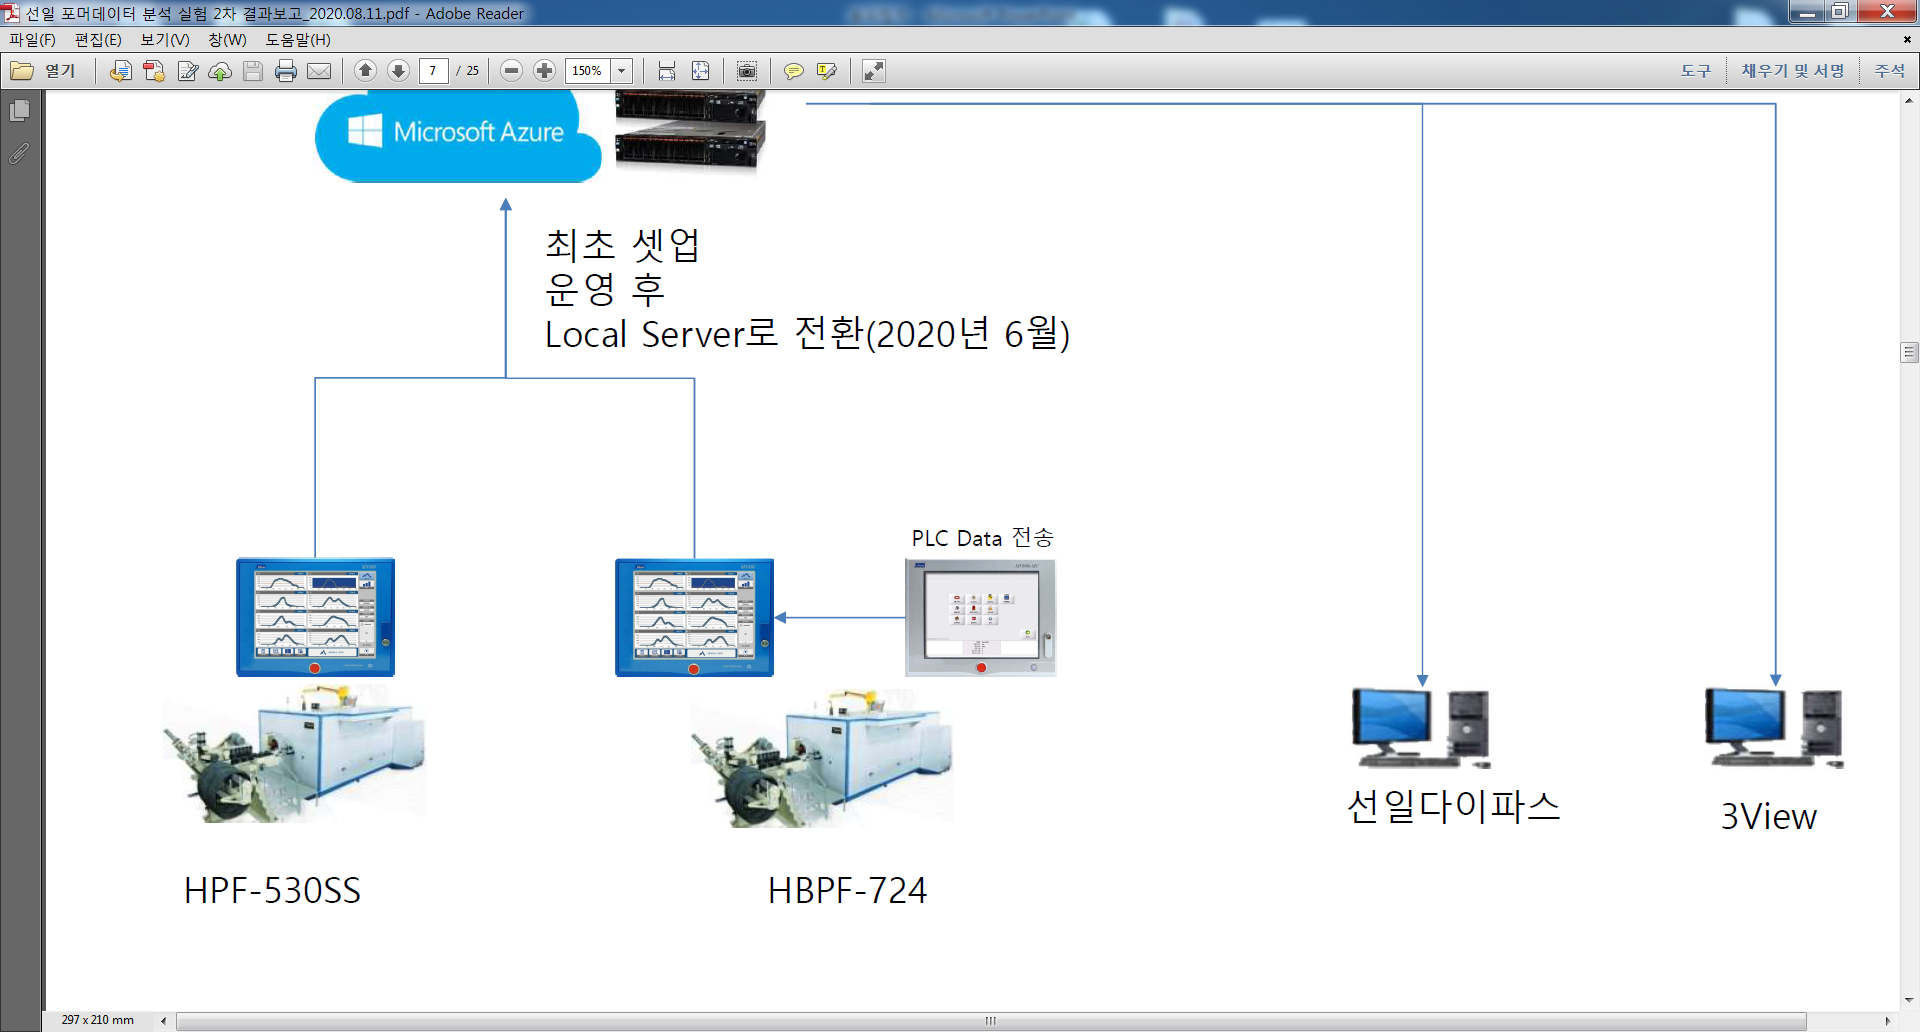 선일 포머데이터 분석 실험 2차 결과보고_2020.08.11.pdf - Adobe Reader
파일(F) 편집(E) 보기(V) 창(W) 도움말(H)
열기 7 / 25 150% 도구 채우기 및 서명 주석
Microsoft Azure
최초 셋업
운영 후
Local Server로 전환(2020년 6월)
PLC Data 전송
선일다이파스
3View
HPF-530SS
HBPF-724
297 x 210 mm